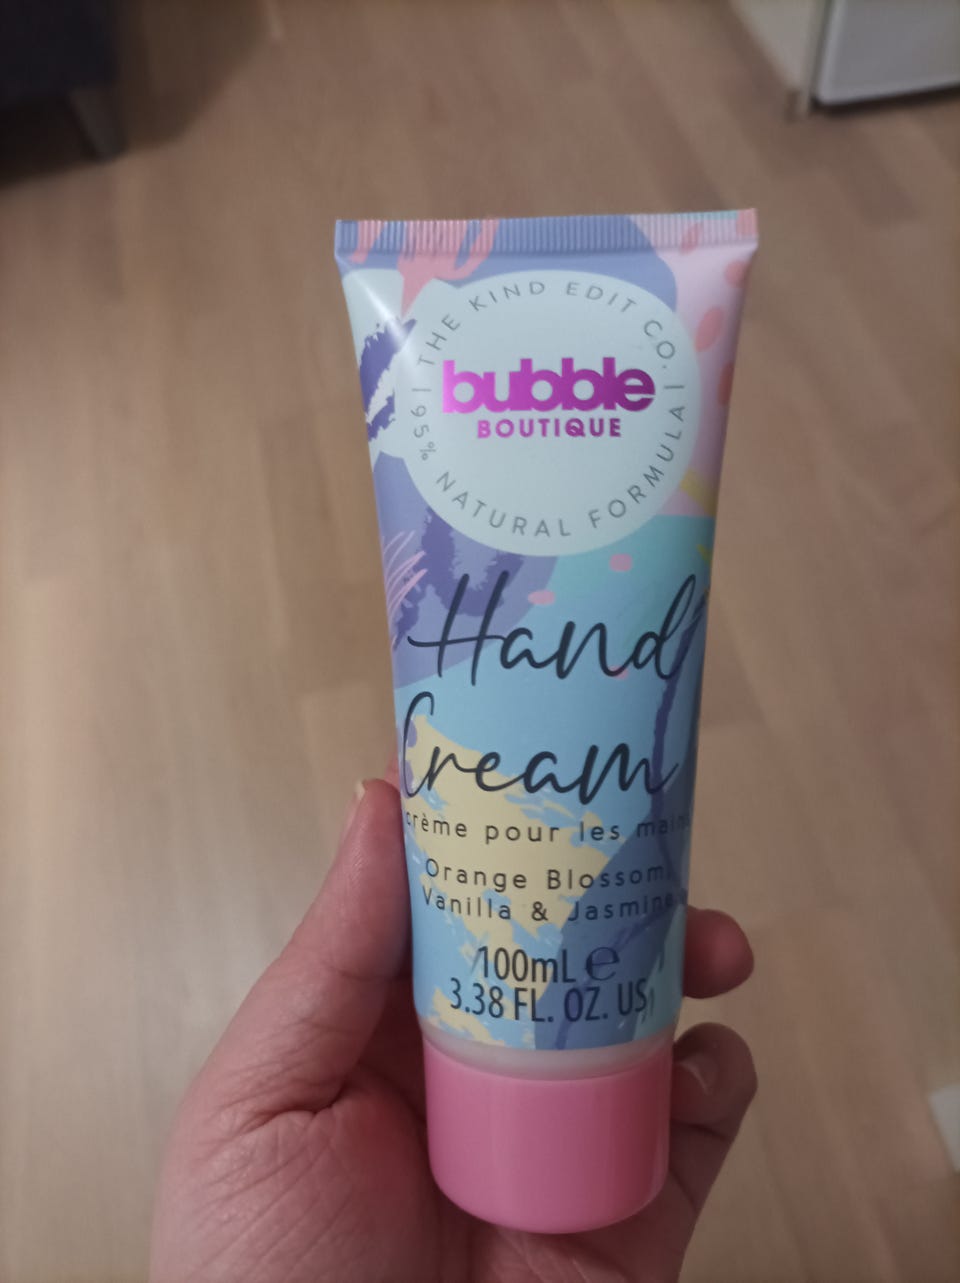 | THE KIND EDIT CO. |
bubble
BOUTIQUE
95% NATURAL FORMULA
Hand
Cream
crème pour les mains
Orange Blossom,
Vanilla & Jasmine
100mL e
3.38 FL. OZ. US